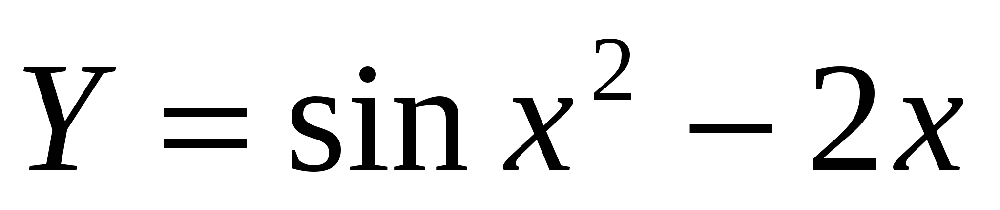 Y = sin x² − 2x